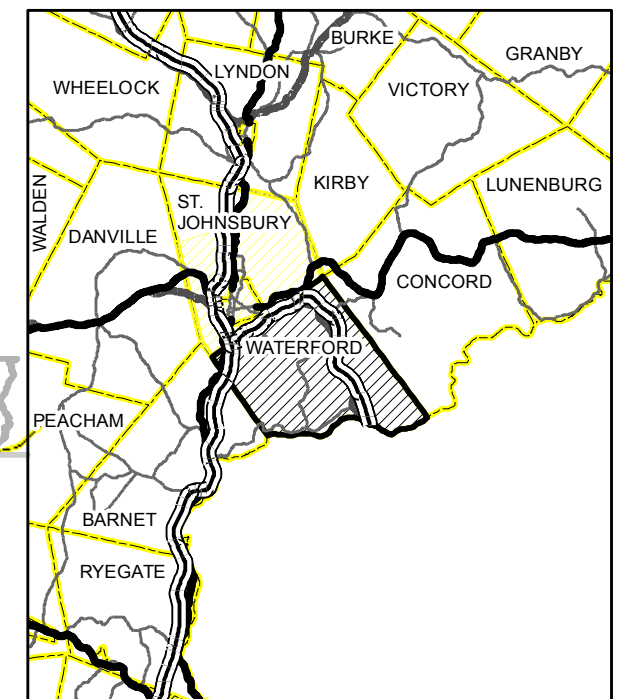 BURKE
GRANBY
LYNDON
WHEELOCK
VICTORY
WALDEN
KIRBY
LUNENBURG
ST.
JOHNSBURY
DANVILLE
CONCORD
WATERFORD
PEACHAM
BARNET
RYEGATE